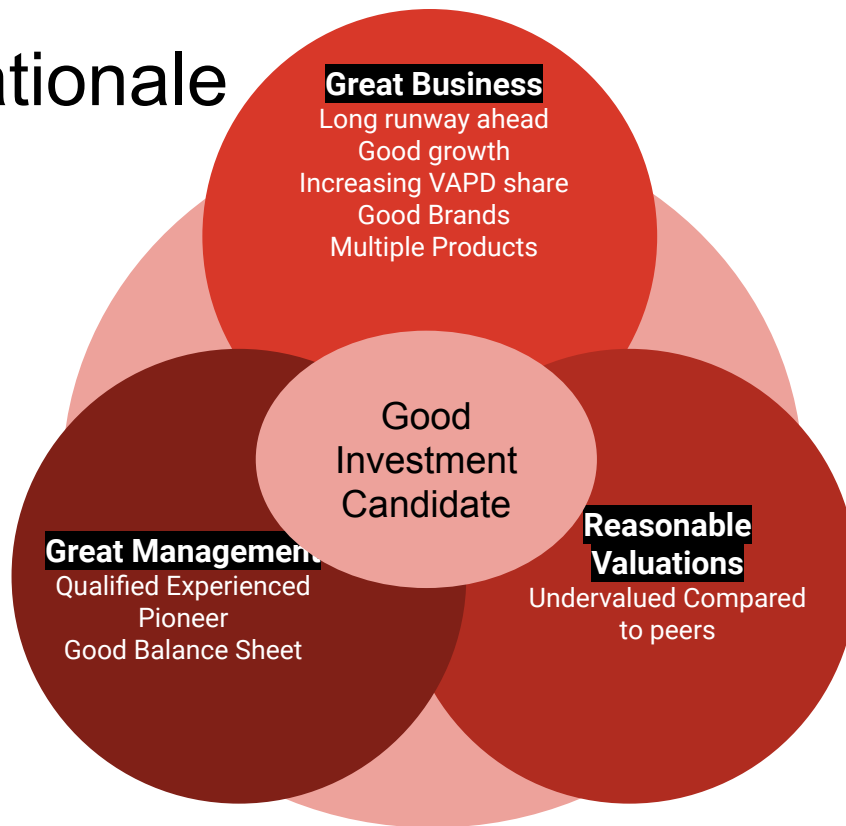 ationale
Great Business
Long runway ahead
Good growth
Increasing VAPD share
Good Brands
Multiple Products
Good
Investment
Candidate
Great Management
Qualified Experienced
Pioneer
Good Balance Sheet
Reasonable
Valuations
Undervalued Compared
to peers